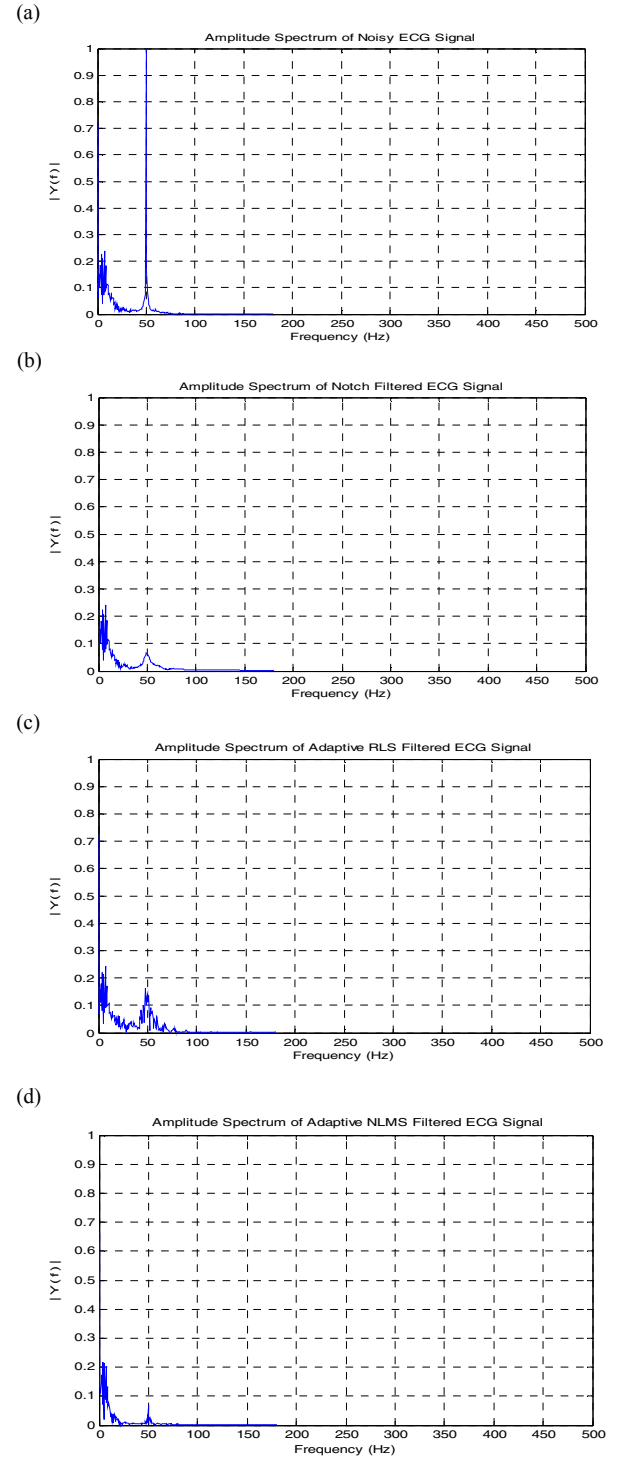 (a)
Amplitude Spectrum of Noisy ECG Signal
1
0.9
0.8
0.7
0.6
0.5
0.4
0.3
0.2
0.1
0
|Y(f)|
0 50 100 150 200 250 300 350 400 450 500
Frequency (Hz)
(b)
Amplitude Spectrum of Notch Filtered ECG Signal
1
0.9
0.8
0.7
0.6
0.5
0.4
0.3
0.2
0.1
0
|Y(f)|
0 50 100 150 200 250 300 350 400 450 500
Frequency (Hz)
(c)
Amplitude Spectrum of Adaptive RLS Filtered ECG Signal
1
0.9
0.8
0.7
0.6
0.5
0.4
0.3
0.2
0.1
0
|Y(f)|
0 50 100 150 200 250 300 350 400 450 500
Frequency (Hz)
(d)
Amplitude Spectrum of Adaptive NLMS Filtered ECG Signal
1
0.9
0.8
0.7
0.6
0.5
0.4
0.3
0.2
0.1
0
|Y(f)|
0 50 100 150 200 250 300 350 400 450 500
Frequency (Hz)